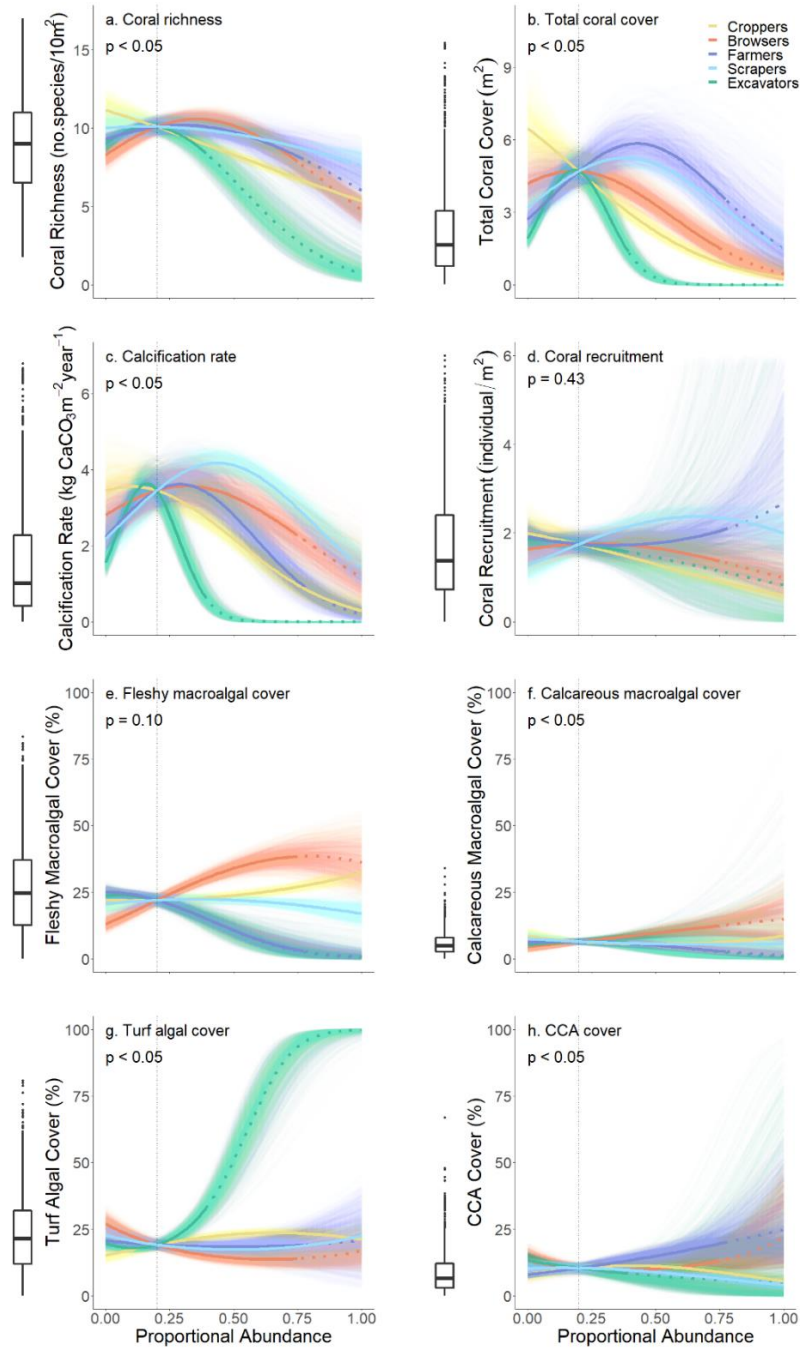 a. Coral richness
p < 0.05
Coral Richness (no.species/10m²)
15
10
5
0
b. Total coral cover
p < 0.05
Croppers
Browsers
Farmers
Scrapers
Excavators
Total Coral Cover (m²)
9
6
3
0
c. Calcification rate
p < 0.05
Calcification Rate (kg CaCO₃m⁻²year⁻¹)
6
4
2
0
d. Coral recruitment
p = 0.43
Coral Recruitment (individual/m²)
6
4
2
0
e. Fleshy macroalgal cover
p = 0.10
Fleshy Macroalgal Cover (%)
100
75
50
25
0
f. Calcareous macroalgal cover
p < 0.05
Calcareous Macroalgal Cover (%)
100
75
50
25
0
g. Turf algal cover
p < 0.05
Turf Algal Cover (%)
100
75
50
25
0
0.00 0.25 0.50 0.75 1.00
Proportional Abundance
h. CCA cover
p < 0.05
CCA Cover (%)
100
75
50
25
0
0.00 0.25 0.50 0.75 1.00
Proportional Abundance